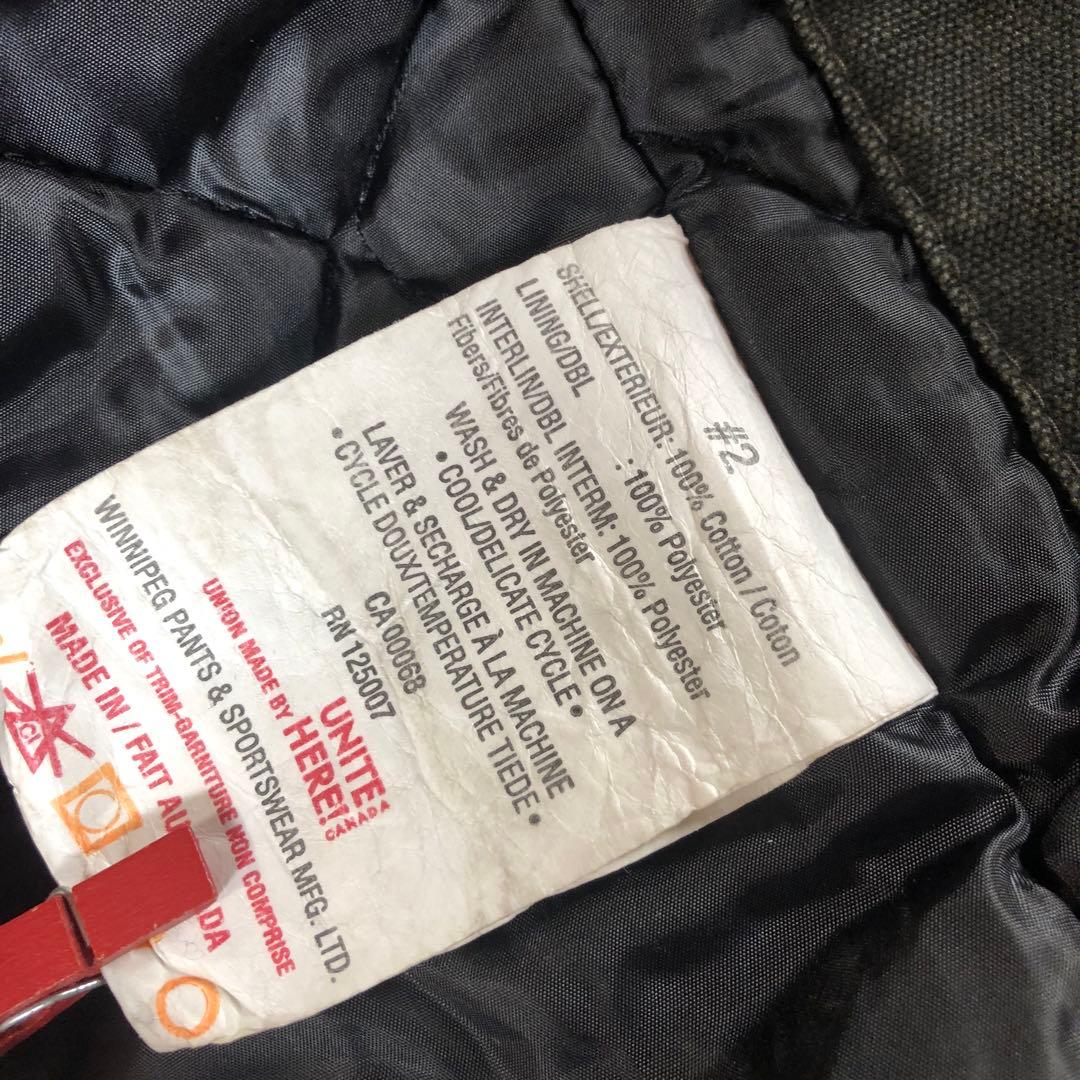 #2
SHELL/EXTERIEUR: 100% Cotton / Coton
LINING/DBL : 100% Polyester
INTERLIN/DBL INTERM: 100% Polyester
Fibers/Fibres de Polyester
WASH & DRY IN MACHINE ON A
• COOL/DELICATE CYCLE •
LAVER & SECHARGE À LA MACHINE
• CYCLE DOUX/TEMPERATURE TIEDE •
CA 00068
RN 125007
UNION MADE BY UNITE HERE! CANADA
WINNIPEG PANTS & SPORTSWEAR MFG. LTD.
EXCLUSIVE OF TRIM-GARNITURE NON COMPRISE
MADE IN / FAIT AU DA
CL